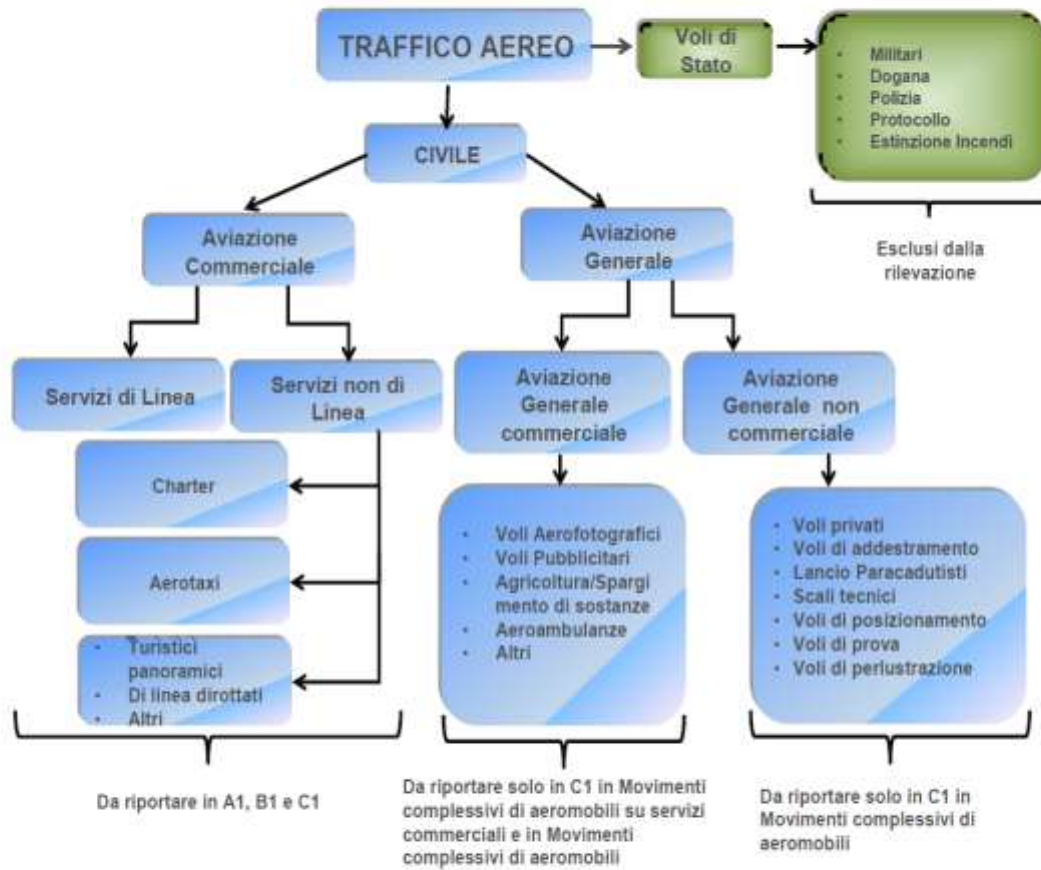 TRAFFICO AEREO
Voli di
Stato
• Militari
• Dogana
• Polizia
• Protocollo
• Estinzione Incendi
Esclusi dalla
rilevazione
CIVILE
Aviazione
Commerciale
Aviazione
Generale
Servizi di Linea
Servizi non di
Linea
Aviazione
Generale
commerciale
Aviazione
Generale non
commerciale
Charter
Aerotaxi
• Turistici
panoramici
• Di linea dirottati
• Altri
• Voli Aerofotografici
• Voli Pubblicitari
• Agricoltura/Spargi
mento di sostanze
• Aeroambulanze
• Altri
• Voli privati
• Voli di addestramento
• Lancio Paracadutisti
• Scali tecnici
• Voli di posizionamento
• Voli di prova
• Voli di perlustrazione
Da riportare in A1, B1 e C1
Da riportare solo in C1 in Movimenti
complessivi di aeromobili su servizi
commerciali e in Movimenti
complessivi di aeromobili
Da riportare solo in C1 in
Movimenti complessivi di
aeromobili